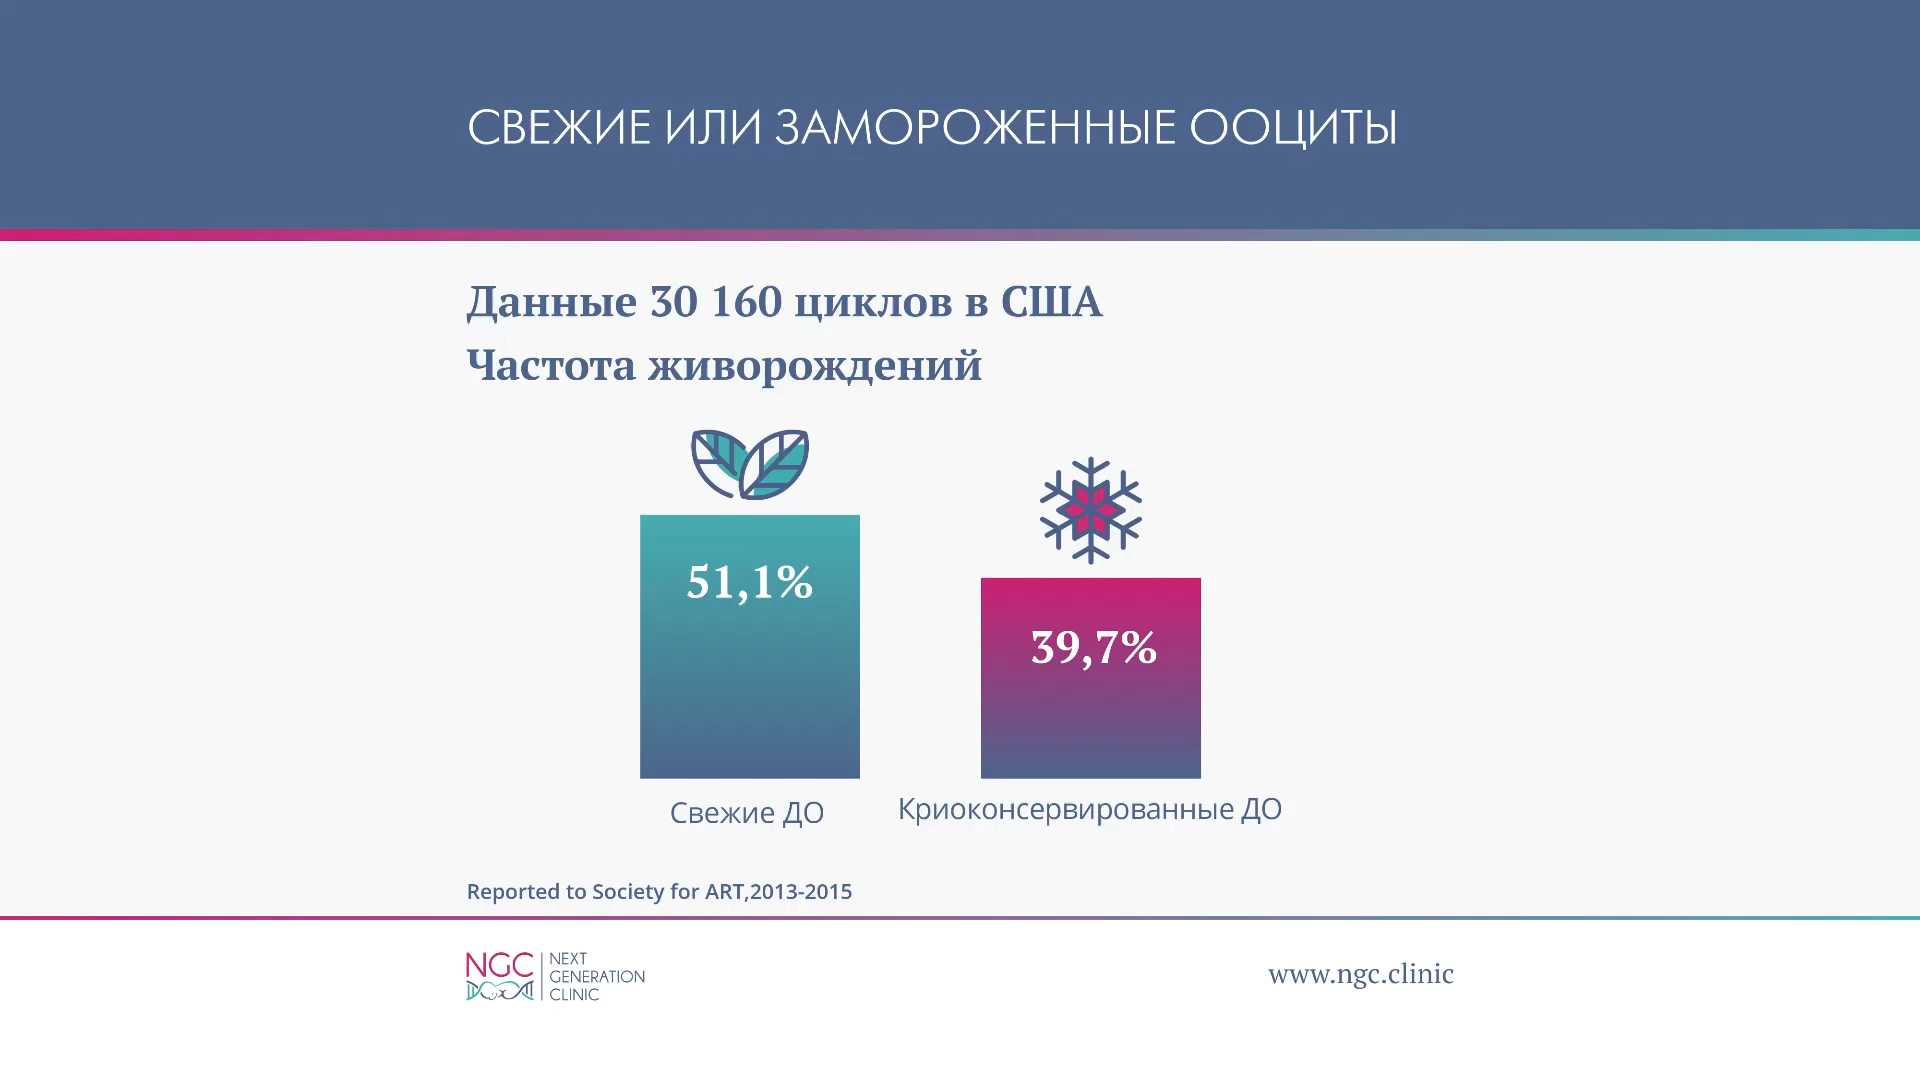 СВЕЖИЕ ИЛИ ЗАМОРОЖЕННЫЕ ООЦИТЫ
Данные 30 160 циклов в США
Частота живорождений
51,1%
39,7%
Свежие ДО
Криоконсервированные ДО
Reported to Society for ART,2013-2015
NGC
NEXT
GENERATION
CLINIC
www.ngc.clinic